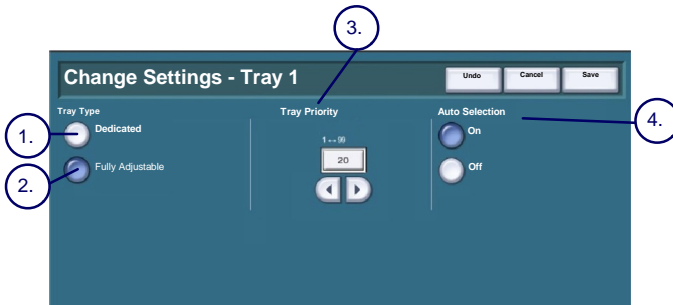 3.
Change Settings - Tray 1
Undo Cancel Save
Tray Type
Tray Priority
Auto Selection
1.
Dedicated
1↔99
On
4.
2.
Fully Adjustable
20
Off